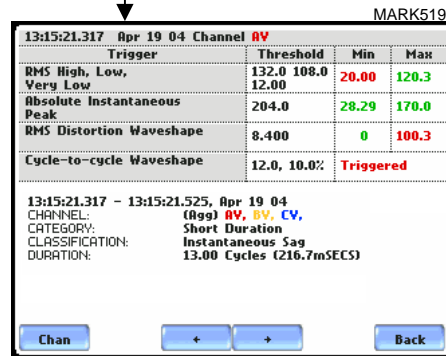 MARK519
13:15:21.317 Apr 19 04 Channel AV
Trigger Threshold Min Max
RMS High, Low, Very Low 132.0 108.0 12.00 20.00 120.3
Absolute Instantaneous Peak 204.0 28.29 170.0
RMS Distortion Waveshape 8.400 0 100.3
Cycle-to-cycle Waveshape 12.0, 10.0% Triggered
13:15:21.317 - 13:15:21.525, Apr 19 04
CHANNEL: (Agg) AV, BV, CV,
CATEGORY: Short Duration
CLASSIFICATION: Instantaneous Sag
DURATION: 13.00 Cycles (216.7mSECS)
Chan ← → Back